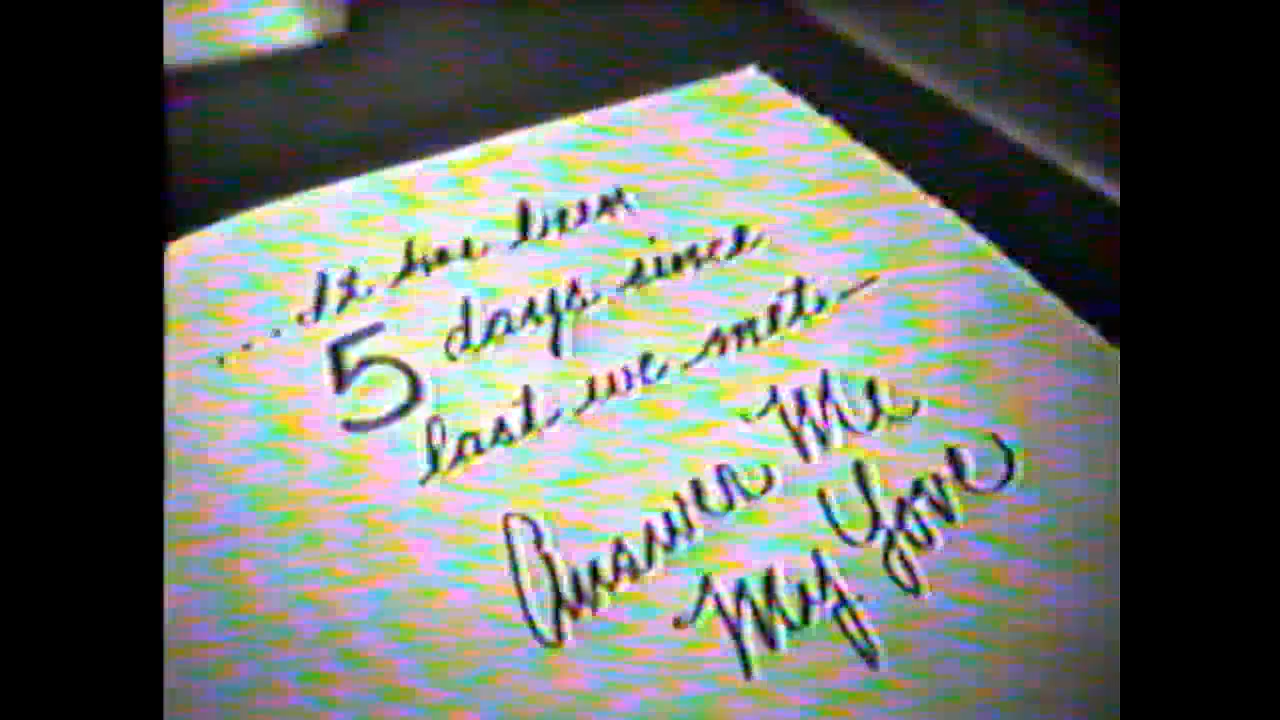 ...It has been
5 days since
last we met—
Answer Me
My Love